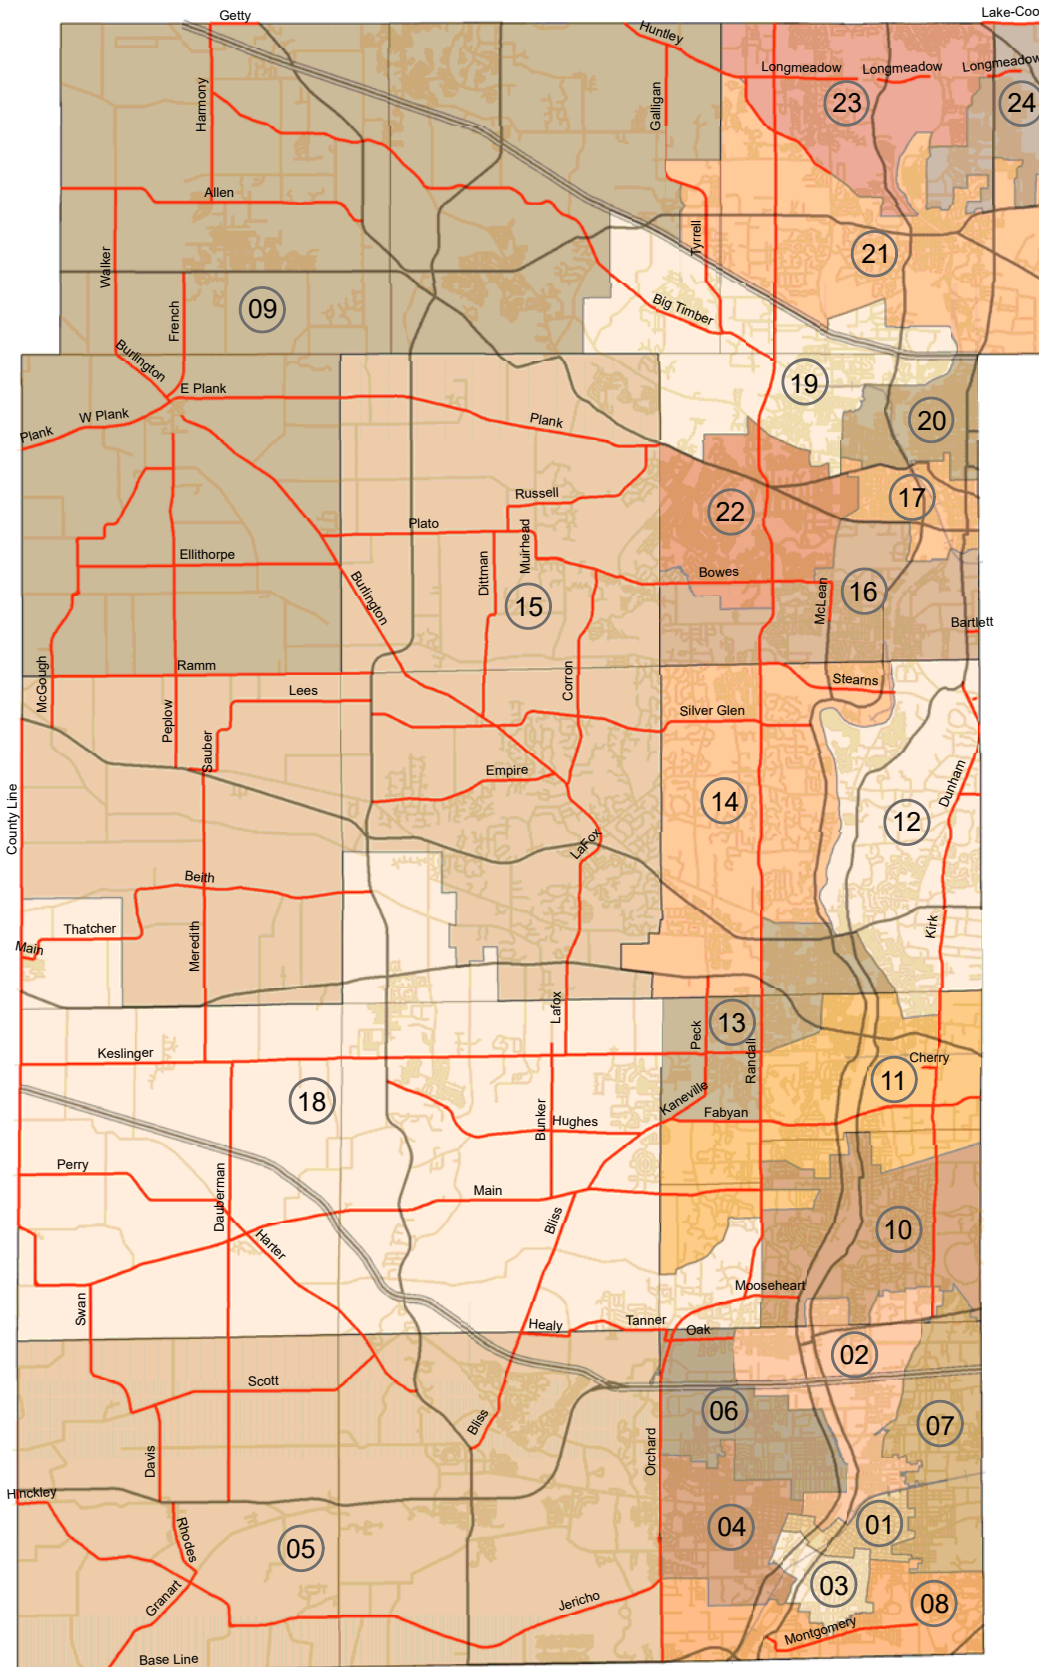 Getty
Lake-Coo
Huntley
Longmeadow
Longmeadow
Longmeadow
Harmony
Galligan
23
24
Allen
Walker
Tyrrell
21
French
09
Big Timber
Burlington
19
E Plank
W Plank
Plank
Plank
20
Russell
17
22
Plato
Muirhead
Ellithorpe
Dittman
Burlington
15
Bowes
McLean
16
Bartlett
McGough
Ramm
Corron
Stearns
Lees
Peplow
Sauber
Silver Glen
Empire
14
Dunham
12
County Line
LaFox
Beith
Thatcher
Main
Meredith
Kirk
Lafox
13
Peck
Randall
Keslinger
Cherry
11
18
Kaneville
Fabyan
Bunker
Hughes
Perry
Dauberman
Main
Bliss
10
Harter
Mooseheart
Swan
Healy
Tanner
Oak
02
Scott
06
07
Bliss
Davis
Orchard
Hinckley
Rhodes
04
01
05
03
Granart
Jericho
08
Montgomery
Base Line